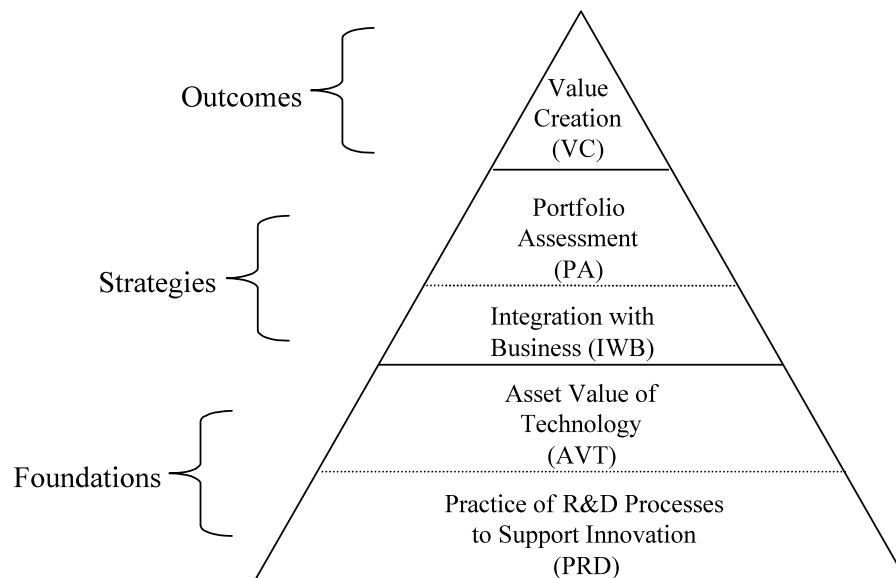 Outcomes
Value
Creation
(VC)
Strategies
Portfolio
Assessment
(PA)
Integration with
Business (IWB)
Foundations
Asset Value of
Technology
(AVT)
Practice of R&D Processes
to Support Innovation
(PRD)